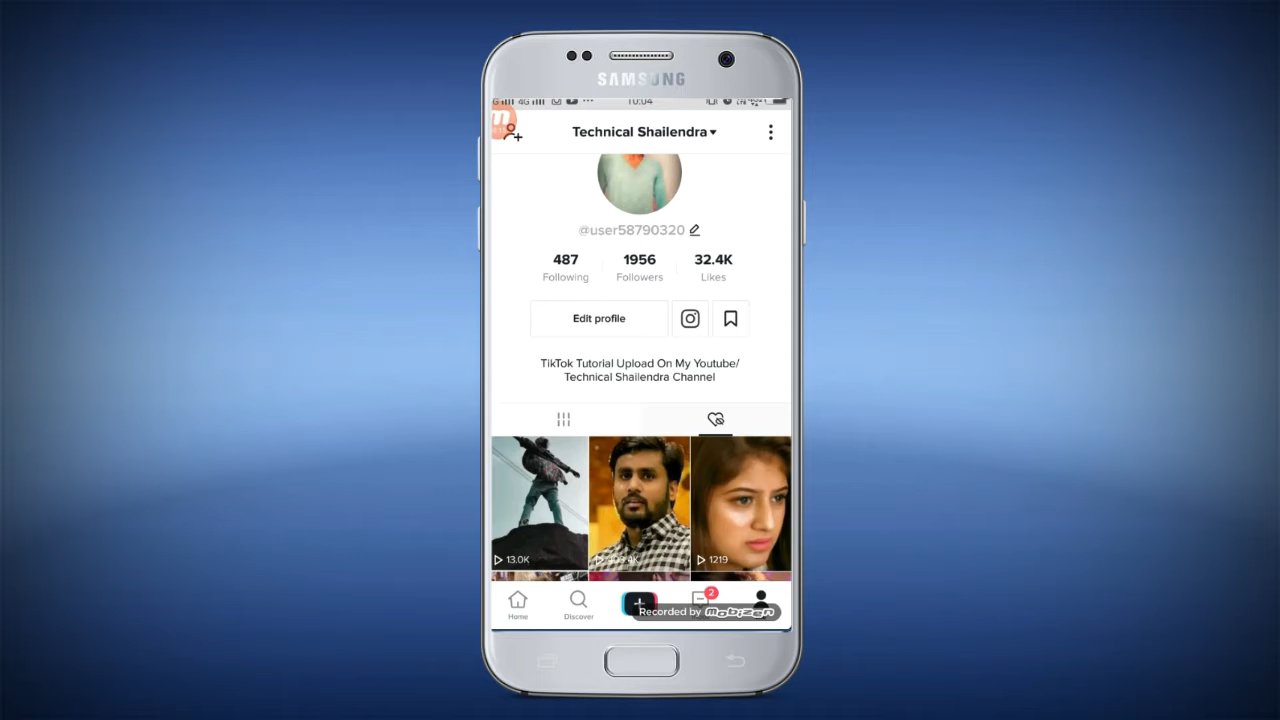 SAMSUNG
10:04
Technical Shailendra
@user58790320
487 1956 32.4K
Following Followers Likes
Edit profile
TikTok Tutorial Upload On My Youtube/
Technical Shailendra Channel
13.0K 1219
2
Home Discover
Recorded by mobizen